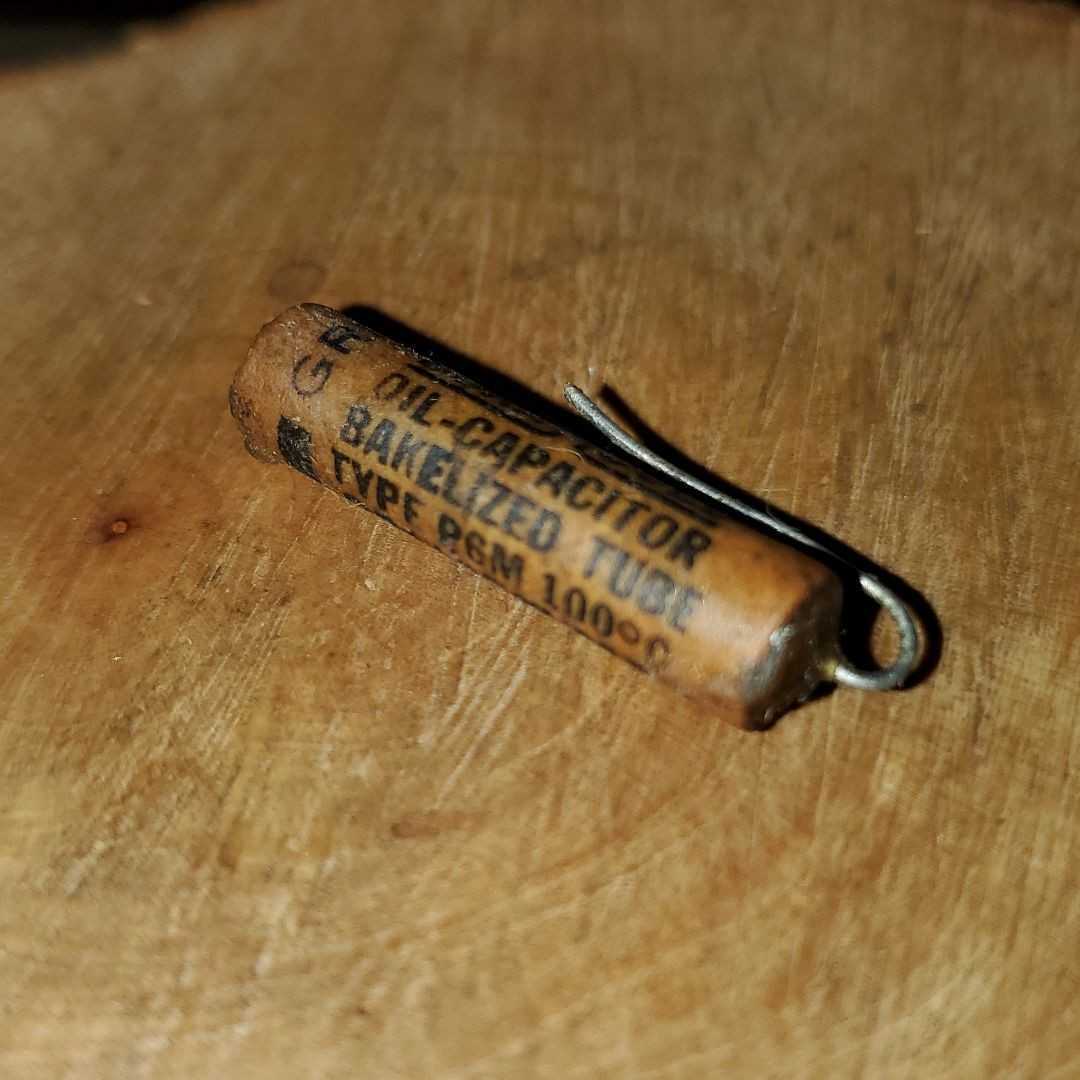 OIL-CAPACITOR
BAKELIZED TUBE
TYPE P6M 100° C